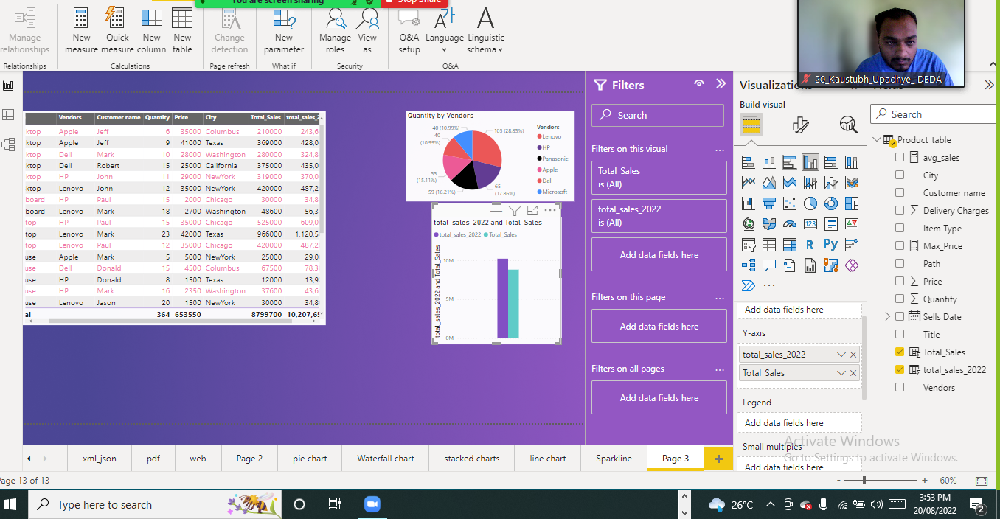 You are screen sharing
Stop Share
Manage relationships
New measure
Quick measure
New column
New table
Change detection
New parameter
Manage roles
View as
Q&A setup
Language
Linguistic schema
Relationships
Calculations
Page refresh
What if
Security
Q&A
20_Kaustubh_Upadhye_ DBDA
Vendors Customer name Quantity Price City Total_Sales total_sales_2
ktop Apple Jeff 6 35000 Columbus 210000 243,6
ktop Apple Jeff 9 41000 Texas 369000 428,0
ktop Dell Mark 10 28000 Washington 280000 324,8
ktop Dell Robert 15 25000 California 375000 435,0
ktop HP John 11 29000 NewYork 319000 370,0
ktop Lenovo John 12 35000 NewYork 420000 487,2
board HP Paul 15 2000 Chicago 30000 34,8
board Lenovo Mark 18 2700 Washington 48600 56,3
top HP Paul 15 35000 Chicago 525000 609,0
top Lenovo Mark 23 42000 Texas 966000 1,120,5
top Lenovo Paul 12 35000 Chicago 420000 487,2
use Apple Mark 5 5000 NewYork 25000 29,0
use Dell Donald 15 4500 Columbus 67500 78,3
use HP Donald 8 1500 Texas 12000 13,9
use HP Mark 16 2350 Washington 37600 43,6
use Lenovo Jason 20 1500 NewYork 30000 34,8
al 364 653550 8799700 10,207,65
Quantity by Vendors
40 (10.99%)
40 (10.99%)
55 (15.11%)
59 (16.21%)
65 (17.86%)
105 (28.85%)
Vendors
Lenovo
HP
Panasonic
Apple
Dell
Microsoft
total_sales_2022 and Total_Sales
total_sales_2022 Total_Sales
total_sales_2022 and Total_Sales
10M
5M
0M
Filters
Search
Filters on this visual ...
Total_Sales
is (All)
total_sales_2022
is (All)
Add data fields here
Filters on this page ...
Add data fields here
Filters on all pages ...
Add data fields here
Visualizations
Build visual
R
Py
123
...
Add data fields here
Y-axis
total_sales_2022
Total_Sales
Legend
Add data fields here
Small multiples
Add data fields here
Fields
Search
Product_table
avg_sales
City
Customer name
Delivery Charges
Item Type
Max_Price
Path
Price
Quantity
Sells Date
Title
Total_Sales
total_sales_2022
Vendors
Activate Windows
Go to Settings to activate Windows.
xml_json
pdf
web
Page 2
pie chart
Waterfall chart
stacked charts
line chart
Sparkline
Page 3
+
age 13 of 13
- + 60%
Type here to search
26°C
3:53 PM
20/08/2022
2